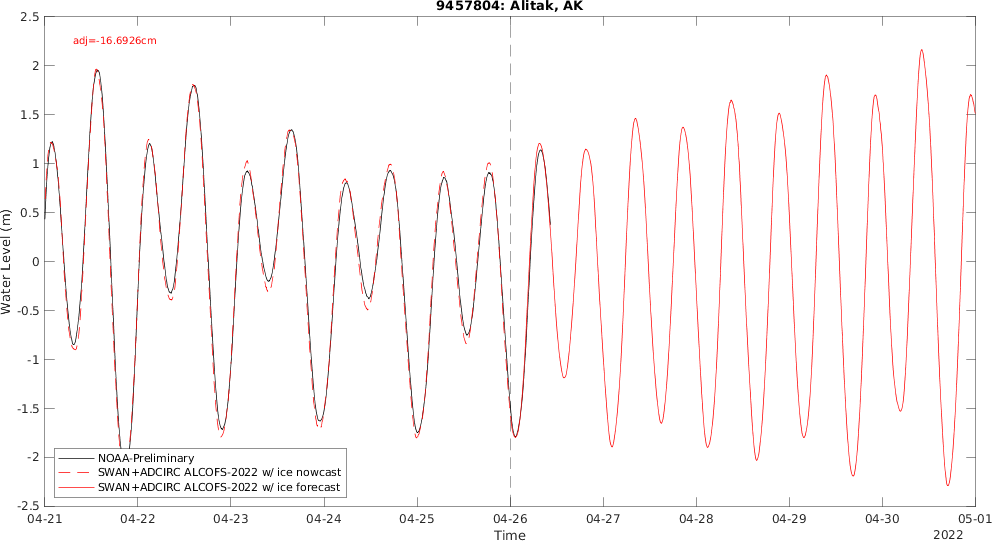 9457804: Alitak, AK
adj=-16.6926cm
2.5
2
1.5
1
0.5
0
-0.5
-1
-1.5
-2
-2.5
Water Level (m)
NOAA-Preliminary
SWAN+ADCIRC ALCOFS-2022 w/ ice nowcast
SWAN+ADCIRC ALCOFS-2022 w/ ice forecast
04-21 04-22 04-23 04-24 04-25 04-26 04-27 04-28 04-29 04-30 05-01
Time
2022